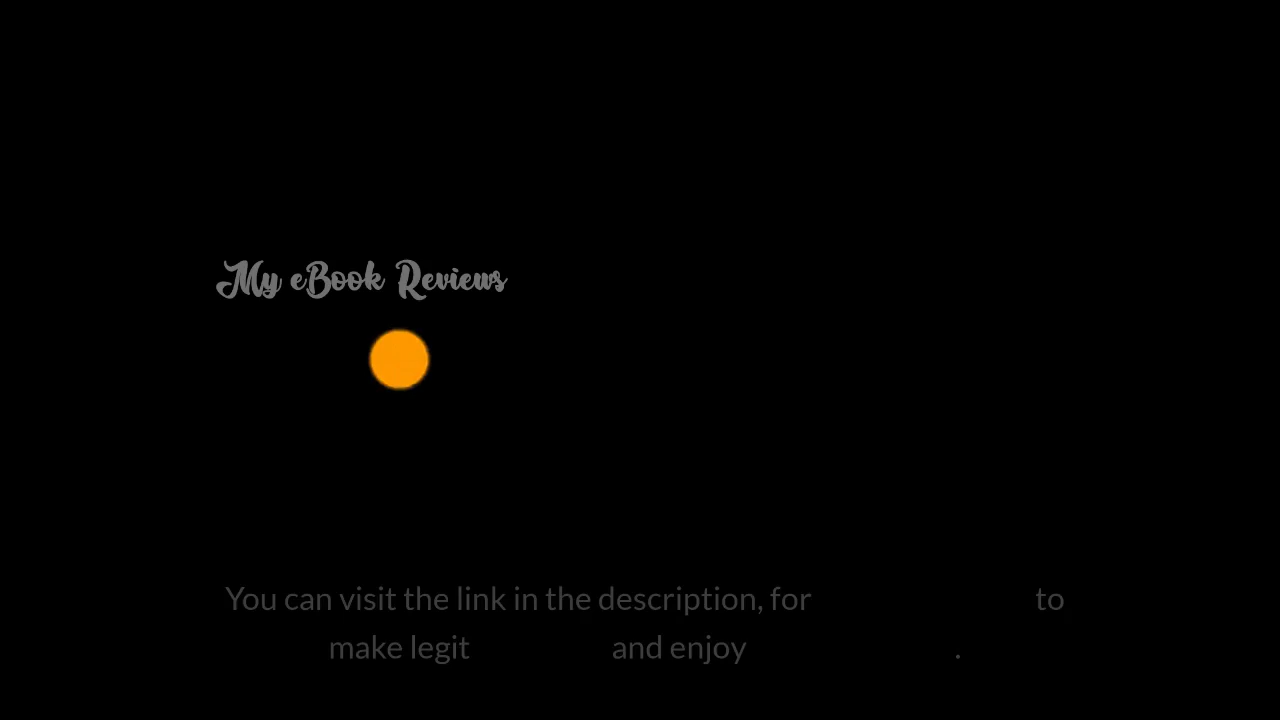 My eBook Reviews
You can visit the link in the description, for to
make legit and enjoy .